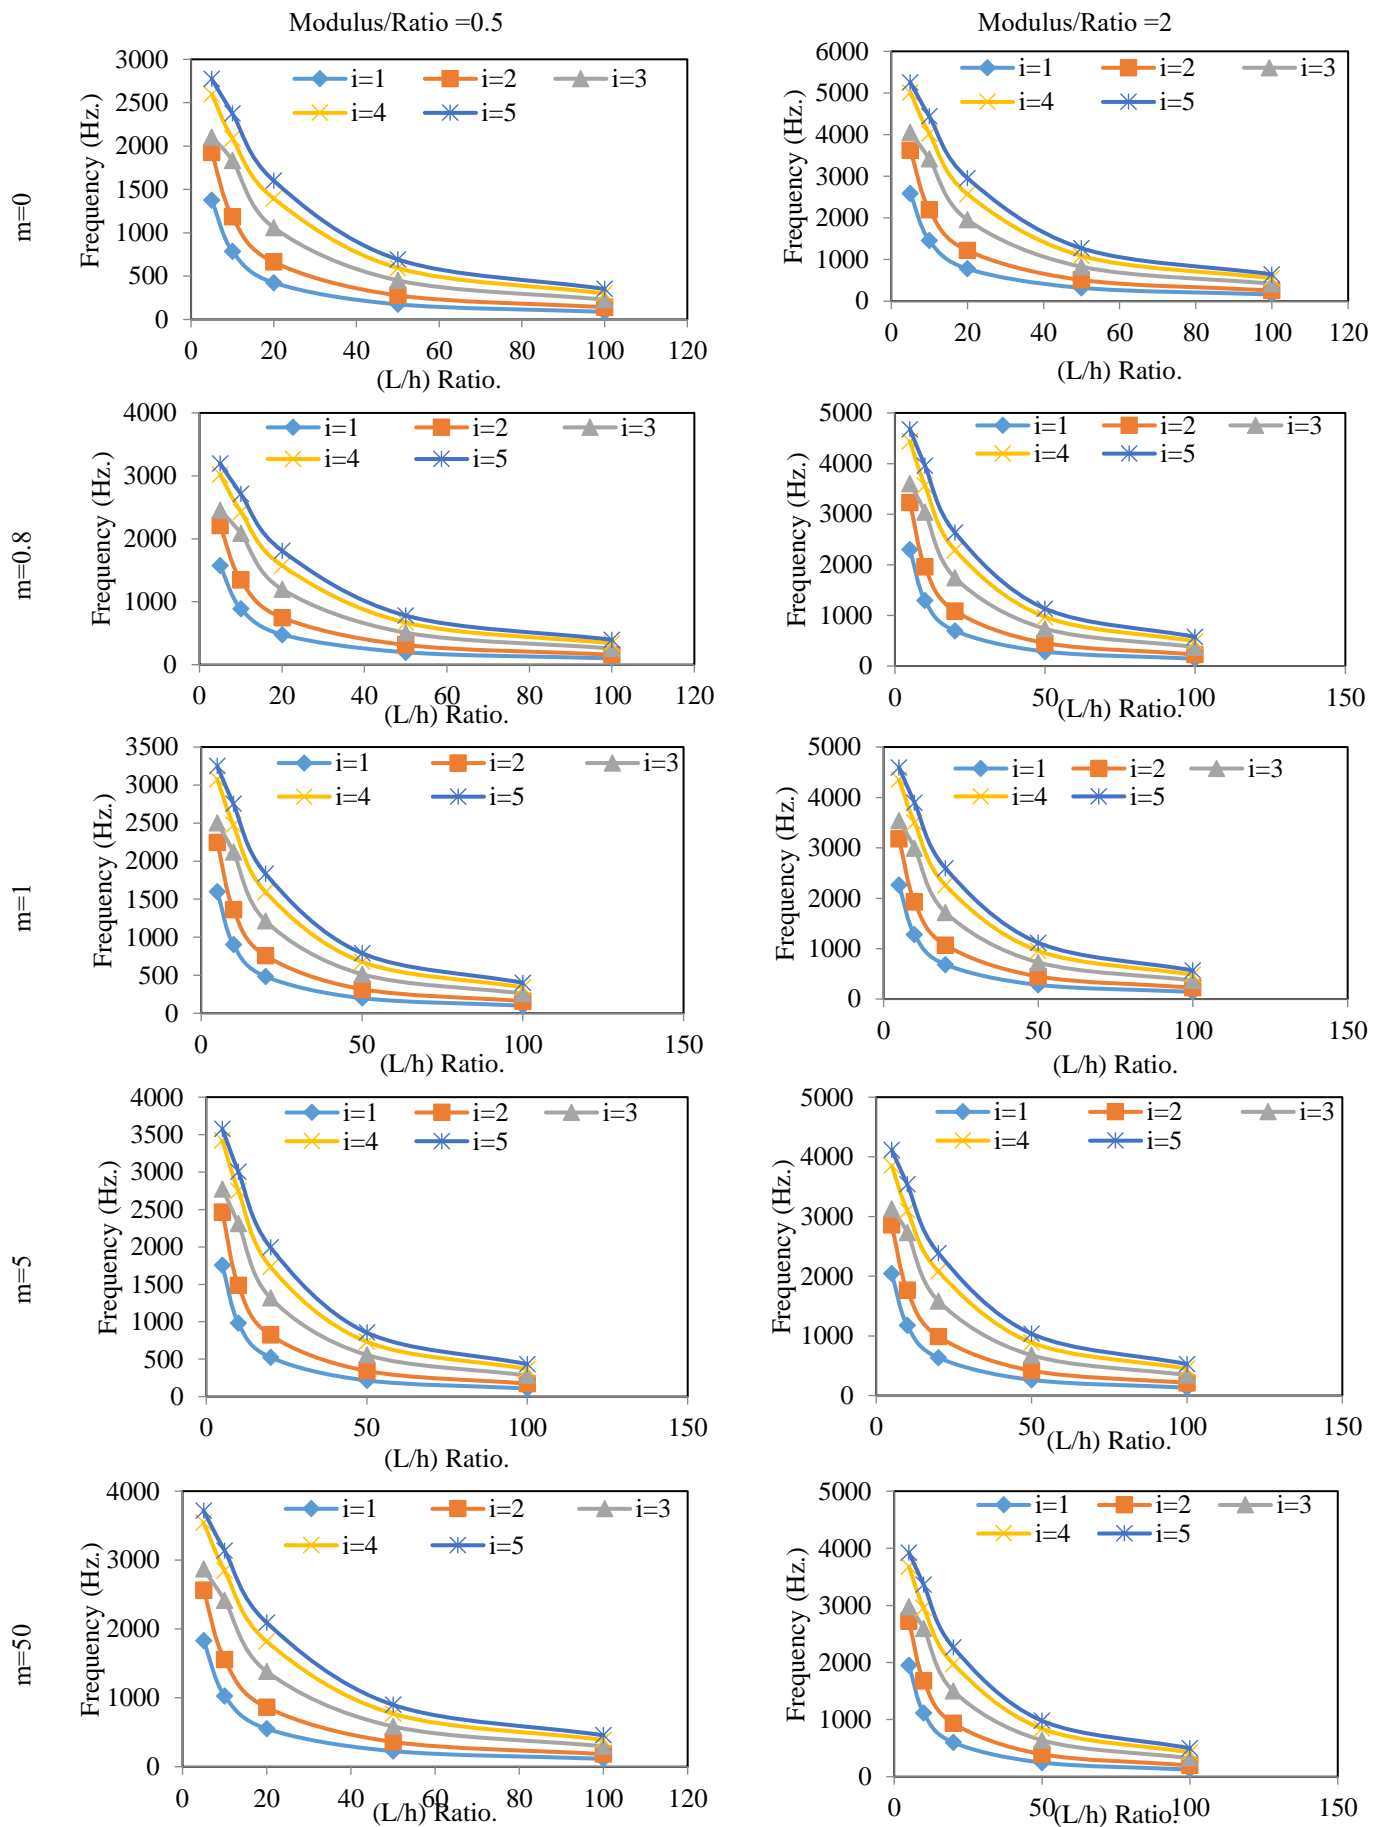 Modulus/Ratio =0.5
Modulus/Ratio =2
m=0
Frequency (Hz.)
3000
2500
2000
1500
1000
500
0
i=1 i=2 i=3
i=4 i=5
0 20 40 60 80 100 120
(L/h) Ratio.
Frequency (Hz.)
6000
5000
4000
3000
2000
1000
0
i=1 i=2 i=3
i=4 i=5
0 20 40 60 80 100 120
(L/h) Ratio.
m=0.8
Frequency (Hz.)
4000
3000
2000
1000
0
i=1 i=2 i=3
i=4 i=5
0 20 40 60 80 100 120
(L/h) Ratio.
Frequency (Hz.)
5000
4000
3000
2000
1000
0
i=1 i=2 i=3
i=4 i=5
0 50 100 150
(L/h) Ratio.
m=1
Frequency (Hz.)
3500
3000
2500
2000
1500
1000
500
0
i=1 i=2 i=3
i=4 i=5
0 50 100 150
(L/h) Ratio.
Frequency (Hz.)
5000
4000
3000
2000
1000
0
i=1 i=2 i=3
i=4 i=5
0 50 100 150
(L/h) Ratio.
m=5
Frequency (Hz.)
4000
3500
3000
2500
2000
1500
1000
500
0
i=1 i=2 i=3
i=4 i=5
0 50 100 150
(L/h) Ratio.
Frequency (Hz.)
5000
4000
3000
2000
1000
0
i=1 i=2 i=3
i=4 i=5
0 50 100 150
(L/h) Ratio.
m=50
Frequency (Hz.)
4000
3000
2000
1000
0
i=1 i=2 i=3
i=4 i=5
0 20 40 60 80 100 120
(L/h) Ratio.
Frequency (Hz.)
5000
4000
3000
2000
1000
0
i=1 i=2 i=3
i=4 i=5
0 50 100 150
(L/h) Ratio.